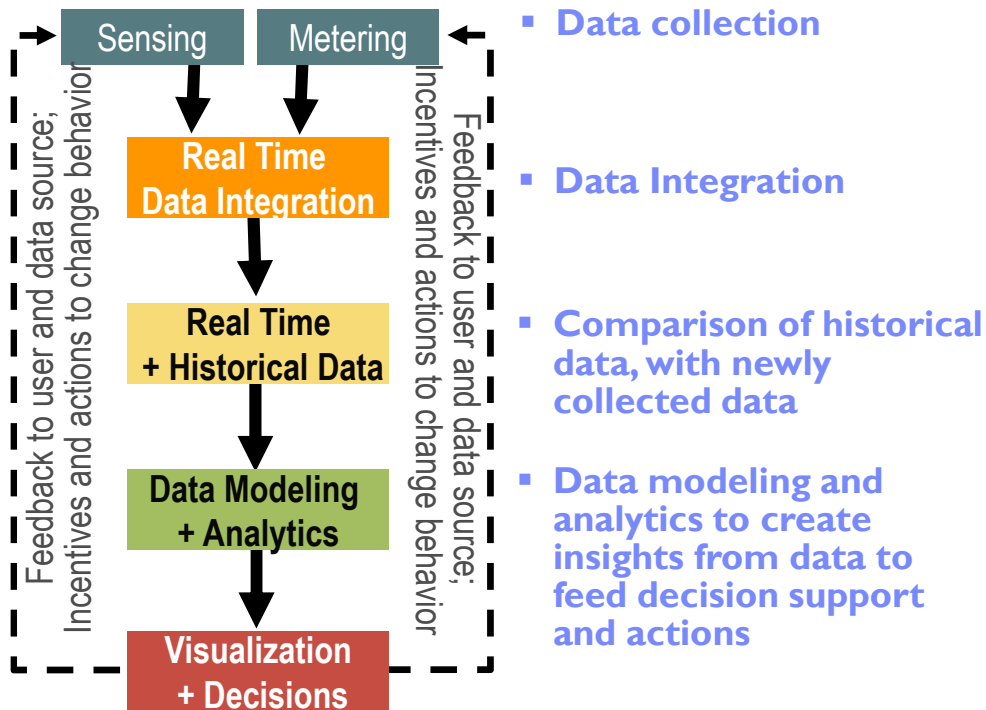 Sensing
Metering
Real Time
Data Integration
Real Time
+ Historical Data
Data Modeling
+ Analytics
Visualization
+ Decisions
Feedback to user and data source;
Incentives and actions to change behavior
Feedback to user and data source;
Incentives and actions to change behavior
▪ Data collection
▪ Data Integration
▪ Comparison of historical
data, with newly
collected data
▪ Data modeling and
analytics to create
insights from data to
feed decision support
and actions